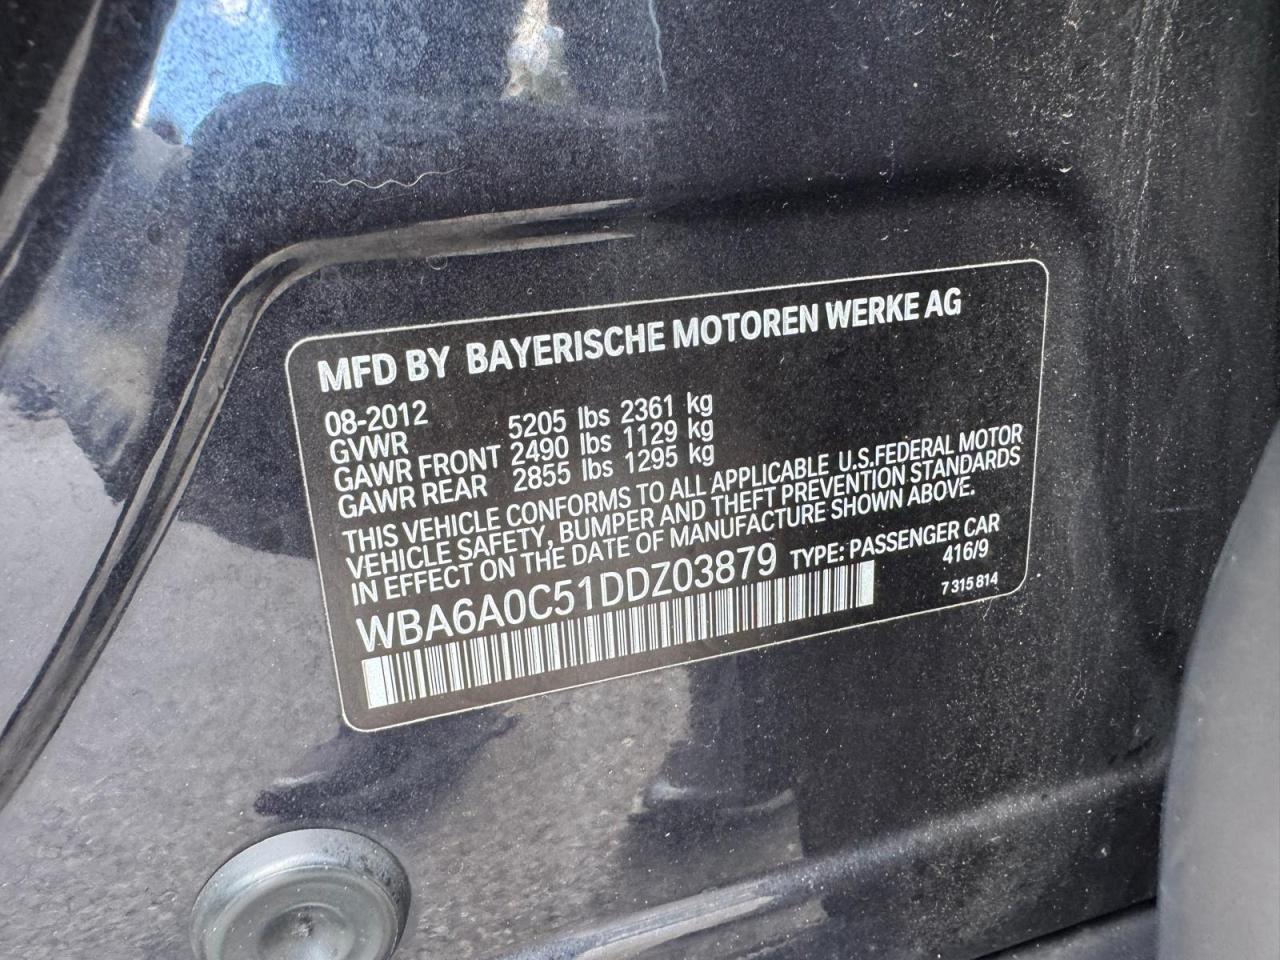 MFD BY BAYERISCHE MOTOREN WERKE AG
08-2012
GVWR 5205 lbs 2361 kg
GAWR FRONT 2490 lbs 1129 kg
GAWR REAR 2855 lbs 1295 kg
THIS VEHICLE CONFORMS TO ALL APPLICABLE U.S.FEDERAL MOTOR
VEHICLE SAFETY, BUMPER AND THEFT PREVENTION STANDARDS
IN EFFECT ON THE DATE OF MANUFACTURE SHOWN ABOVE.
WBA6A0C51DDZ03879 TYPE: PASSENGER CAR
416/9
7 315 814